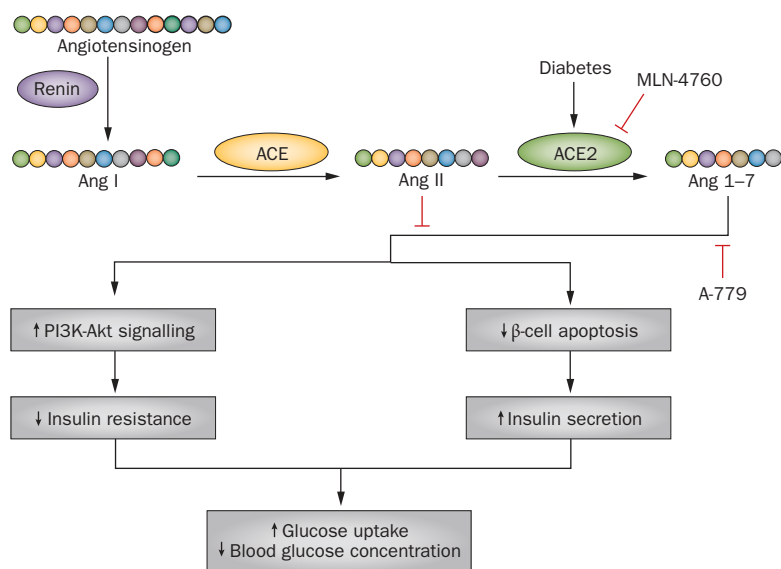 Angiotensinogen
Renin
Diabetes
MLN-4760
ACE
ACE2
Ang I
Ang II
Ang 1–7
A-779
↑ PI3K-Akt signalling
↓ β-cell apoptosis
↓ Insulin resistance
↑ Insulin secretion
↑ Glucose uptake
↓ Blood glucose concentration